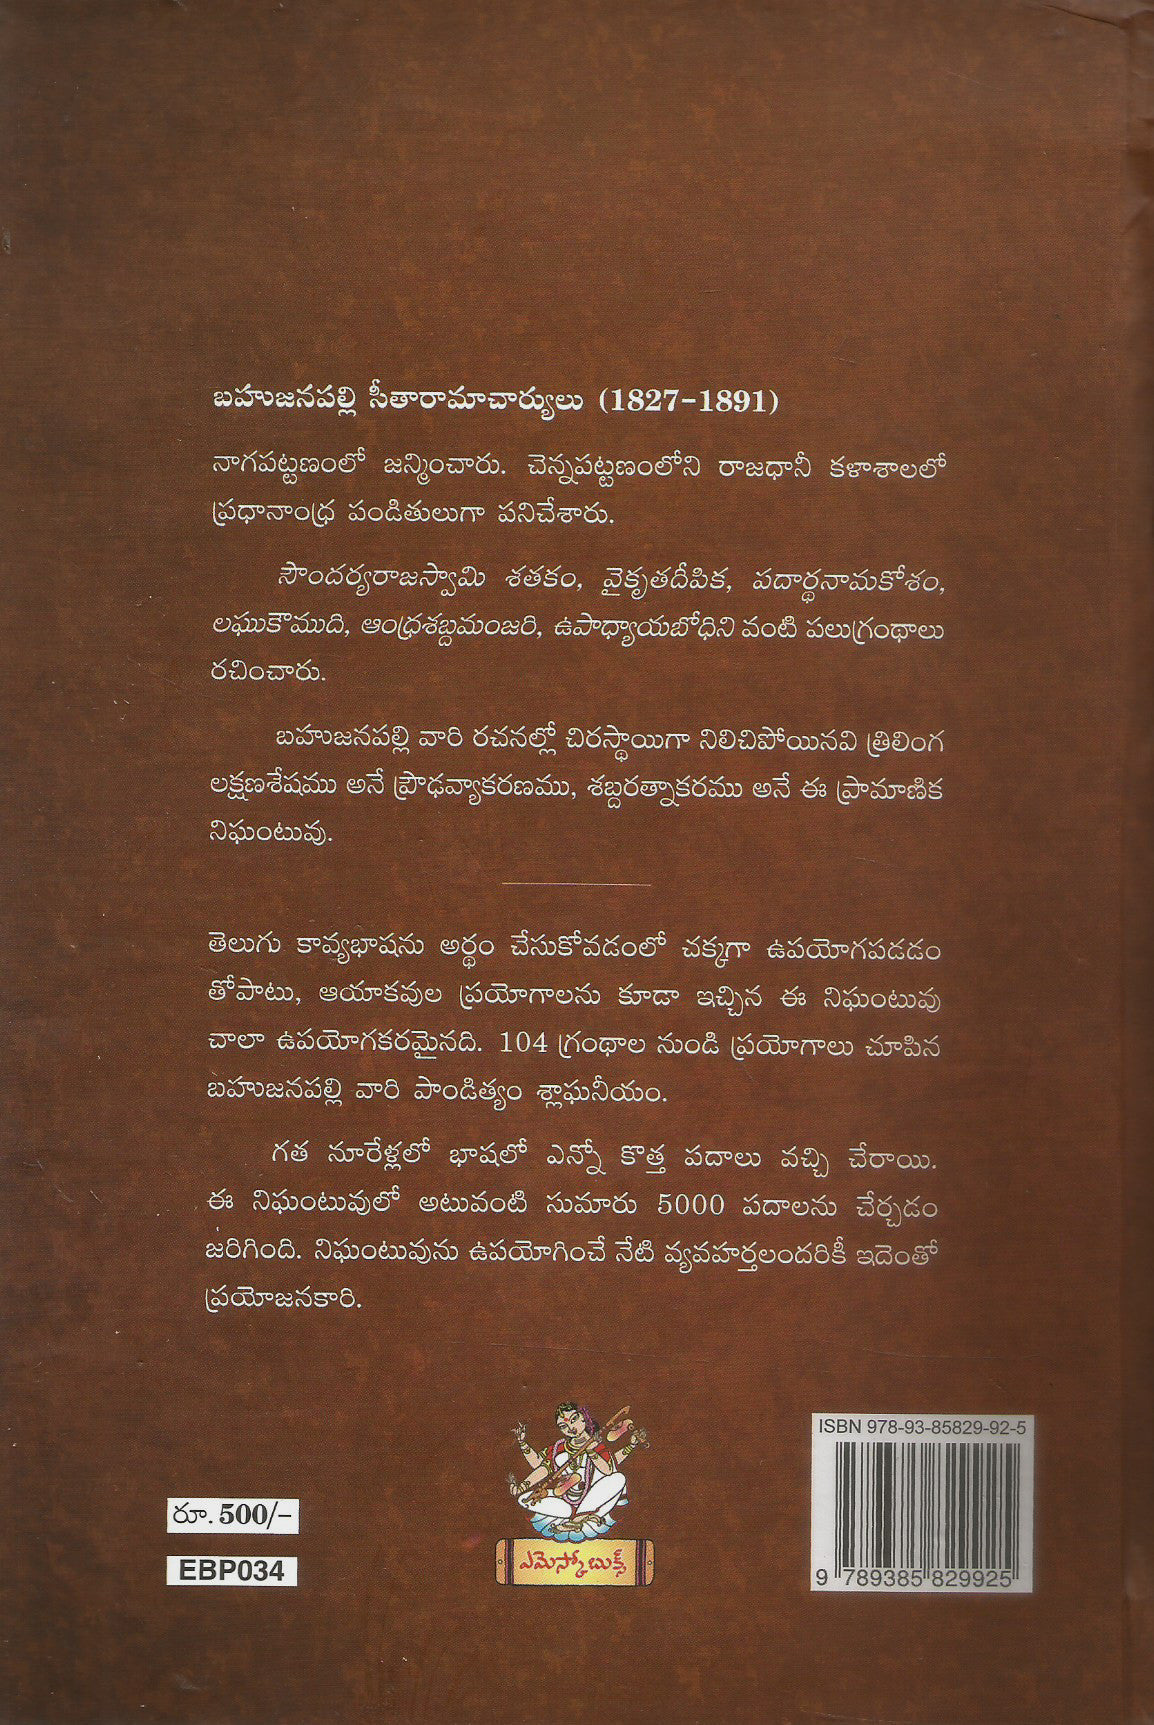 బహుజనపల్లి సీతారామాచార్యులు (1827-1891)
నాగపట్టణంలో జన్మించారు. చెన్నపట్టణంలోని రాజధానీ కళాశాలలో
ప్రధానాంధ్ర పండితులుగా పనిచేశారు.
సౌందర్యరాజస్వామి శతకం, వైకృతదీపిక, పదార్థనామకోశం,
లఘుకౌముది, ఆంధ్రశబ్దమంజరి, ఉపాధ్యాయబోధిని వంటి పలుగ్రంథాలు
రచించారు.
బహుజనపల్లి వారి రచనల్లో చిరస్థాయిగా నిలిచిపోయినవి త్రిలింగ
లక్షణశేషము అనే ప్రౌఢవ్యాకరణము, శబ్దరత్నాకరము అనే ఈ ప్రామాణిక
నిఘంటువు.
తెలుగు కావ్యభాషను అర్థం చేసుకోవడంలో చక్కగా ఉపయోగపడడం
తోపాటు, ఆయాకవుల ప్రయోగాలను కూడా ఇచ్చిన ఈ నిఘంటువు
చాలా ఉపయోగకరమైనది. 104 గ్రంథాల నుండి ప్రయోగాలు చూపిన
బహుజనపల్లి వారి పాండిత్యం శ్లాఘనీయం.
గత నూరేళ్లలో భాషలో ఎన్నో కొత్త పదాలు వచ్చి చేరాయి.
ఈ నిఘంటువులో అటువంటి సుమారు 5000 పదాలను చేర్చడం
జరిగింది. నిఘంటువును ఉపయోగించే నేటి వ్యవహర్తలందరికీ ఇదెంతో
ప్రయోజనకారి.
రూ. 500/-
EBP034
ఎమెస్కో బుక్స్
ISBN 978-93-85829-92-5
9 789385 829925